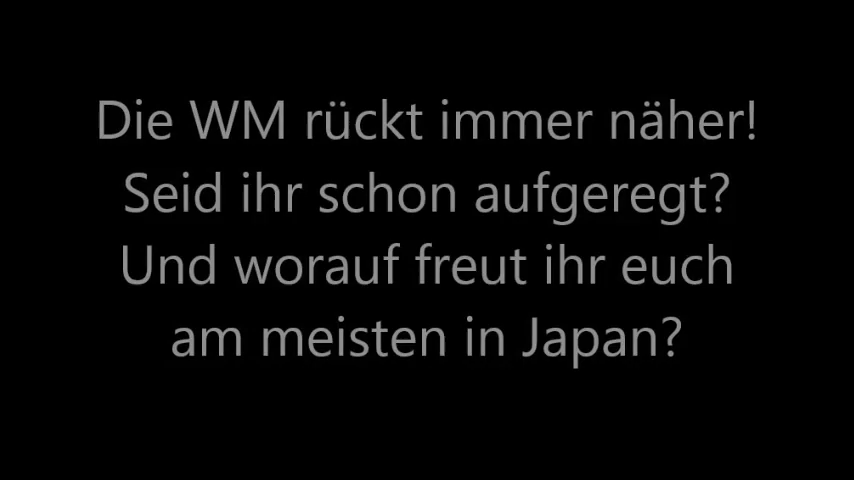 Die WM rückt immer näher!
Seid ihr schon aufgeregt?
Und worauf freut ihr euch
am meisten in Japan?